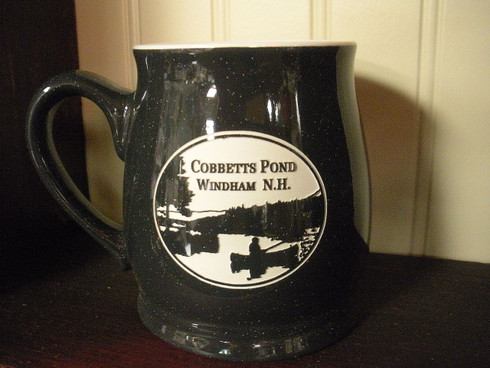 COBBETTS POND
WINDHAM N.H.